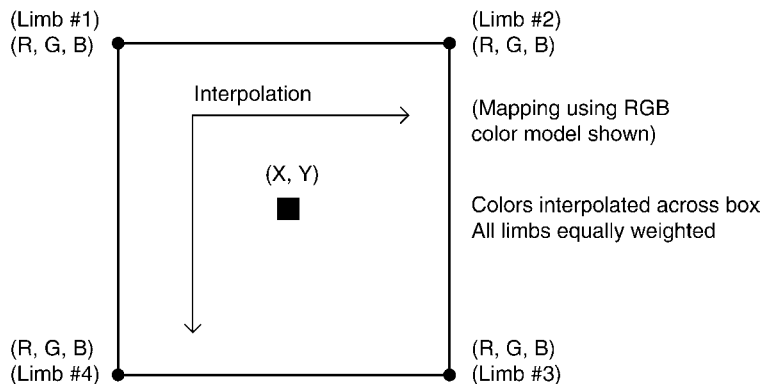 (Limb #1)
(R, G, B)
(Limb #2)
(R, G, B)
Interpolation
(Mapping using RGB
color model shown)
(X, Y)
Colors interpolated across box
All limbs equally weighted
(R, G, B)
(Limb #4)
(R, G, B)
(Limb #3)